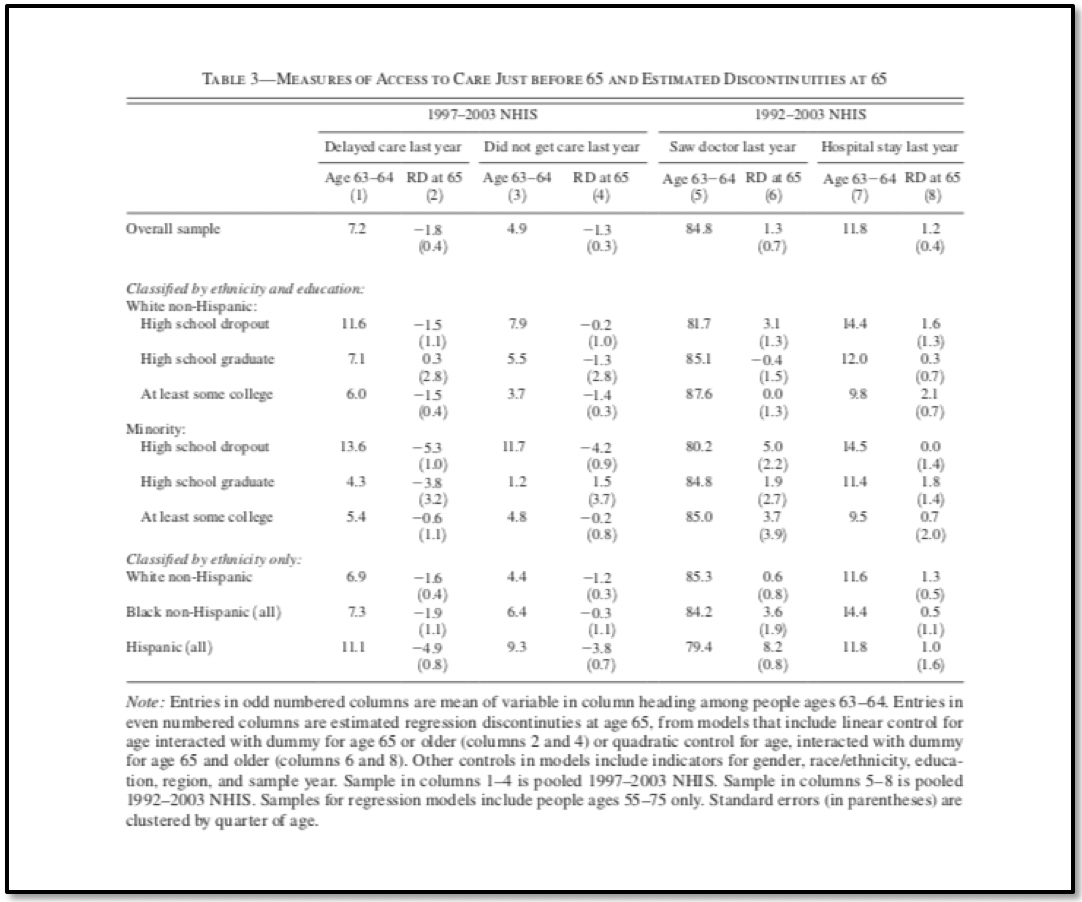 TABLE 3—MEASURES OF ACCESS TO CARE JUST BEFORE 65 AND ESTIMATED DISCONTINUITIES AT 65
1997–2003 NHIS 1992–2003 NHIS
Delayed care last year Did not get care last year Saw doctor last year Hospital stay last year
Age 63–64 RD at 65 Age 63–64 RD at 65 Age 63–64 RD at 65 Age 63–64 RD at 65
(1) (2) (3) (4) (5) (6) (7) (8)
Overall sample 7.2 −1.8 4.9 −1.3 84.8 1.3 11.8 1.2
(0.4) (0.3) (0.7) (0.4)
Classified by ethnicity and education:
White non-Hispanic:
High school dropout 11.6 −1.5 7.9 −0.2 81.7 3.1 14.4 1.6
(1.1) (1.0) (1.3) (1.3)
High school graduate 7.1 0.3 5.5 −1.3 85.1 −0.4 12.0 0.3
(2.8) (2.8) (1.5) (0.7)
At least some college 6.0 −1.5 3.7 −1.4 87.6 0.0 9.8 2.1
(0.4) (0.3) (1.3) (0.7)
Minority:
High school dropout 13.6 −5.3 11.7 −4.2 80.2 5.0 14.5 0.0
(1.0) (0.9) (2.2) (1.4)
High school graduate 4.3 −3.8 1.2 1.5 84.8 1.9 11.4 1.8
(3.2) (3.7) (2.7) (1.4)
At least some college 5.4 −0.6 4.8 −0.2 85.0 3.7 9.5 0.7
(1.1) (0.8) (3.9) (2.0)
Classified by ethnicity only:
White non-Hispanic 6.9 −1.6 4.4 −1.2 85.3 0.6 11.6 1.3
(0.4) (0.3) (0.8) (0.5)
Black non-Hispanic (all) 7.3 −1.9 6.4 −0.3 84.2 3.6 14.4 0.5
(1.1) (1.1) (1.9) (1.1)
Hispanic (all) 11.1 −4.9 9.3 −3.8 79.4 8.2 11.8 1.0
(0.8) (0.7) (0.8) (1.6)
Note: Entries in odd numbered columns are mean of variable in column heading among people ages 63–64. Entries in
even numbered columns are estimated regression discontinuties at age 65, from models that include linear control for
age interacted with dummy for age 65 or older (columns 2 and 4) or quadratic control for age, interacted with dummy
for age 65 and older (columns 6 and 8). Other controls in models include indicators for gender, race/ethnicity, educa-
tion, region, and sample year. Sample in columns 1–4 is pooled 1997–2003 NHIS. Sample in columns 5–8 is pooled
1992–2003 NHIS. Samples for regression models include people ages 55–75 only. Standard errors (in parentheses) are
clustered by quarter of age.